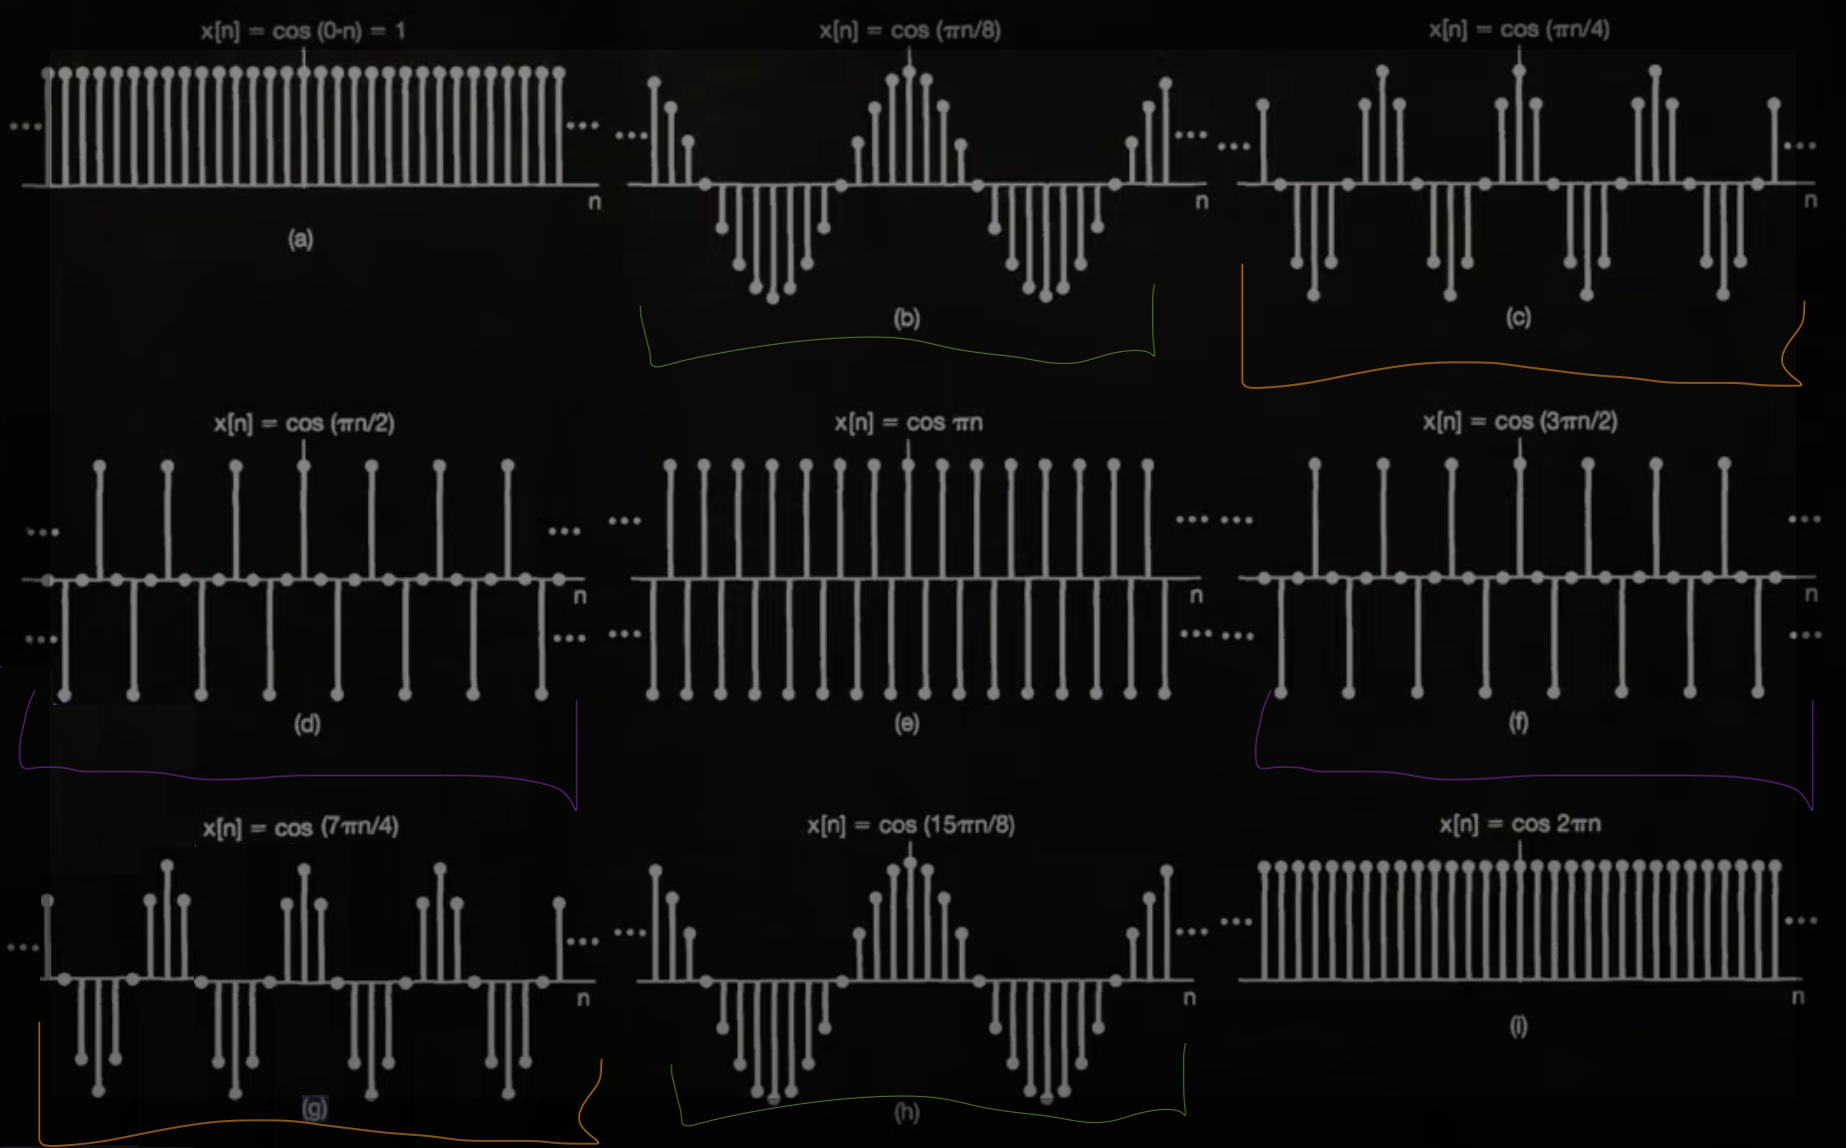 x[n] = cos (0·n) = 1
x[n] = cos (πn/8)
x[n] = cos (πn/4)
n
n
n
(a)
(b)
(c)
x[n] = cos (πn/2)
x[n] = cos πn
x[n] = cos (3πn/2)
n
n
n
(d)
(e)
(f)
x[n] = cos (7πn/4)
x[n] = cos (15πn/8)
x[n] = cos 2πn
n
n
n
(g)
(h)
(i)